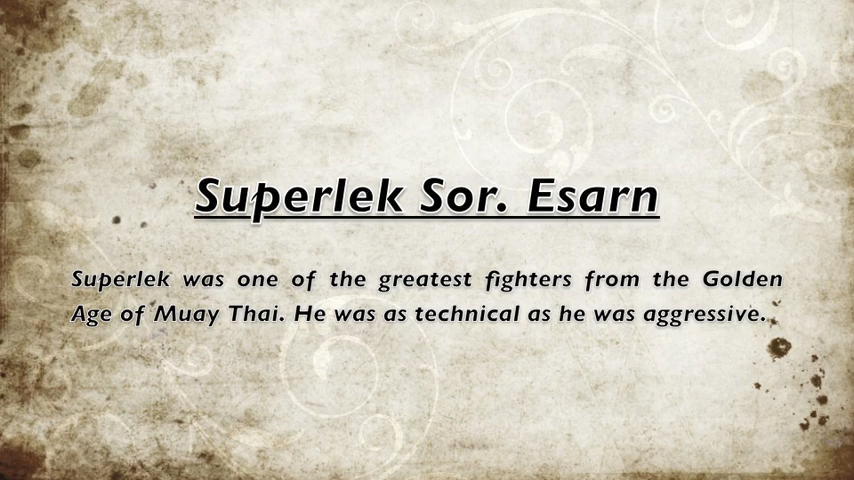 Superlek Sor. Esarn
Superlek was one of the greatest fighters from the Golden
Age of Muay Thai. He was as technical as he was aggressive.